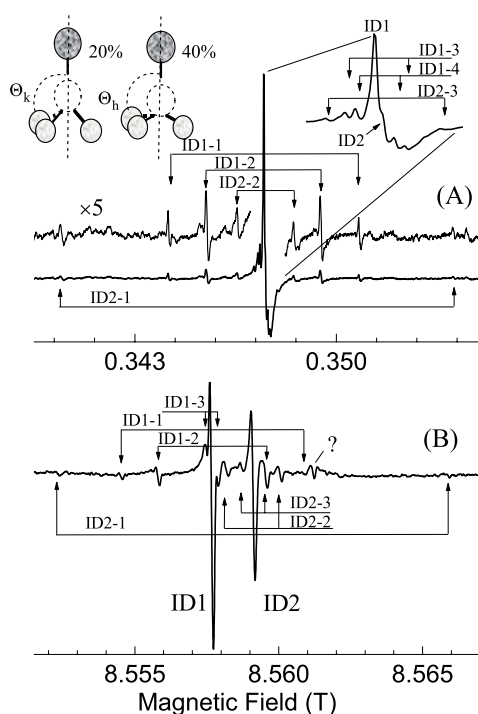 20%
40%
Θk
Θh
ID1
ID1-3
ID1-4
ID2-3
ID2
ID1-1
ID1-2
ID2-2
×5
(A)
ID2-1
0.343
0.350
ID1-3
ID1-1
(B)
ID1-2
?
ID2-3
ID2-1
ID2-2
ID1
ID2
8.555
8.560
8.565
Magnetic Field (T)